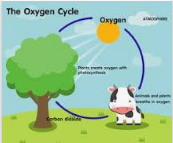 The Oxygen Cycle
Oxygen
ATMOSPHERE
Plants create oxygen with
photosynthesis
Animals and plants
breathe in oxygen.
Carbon dioxide